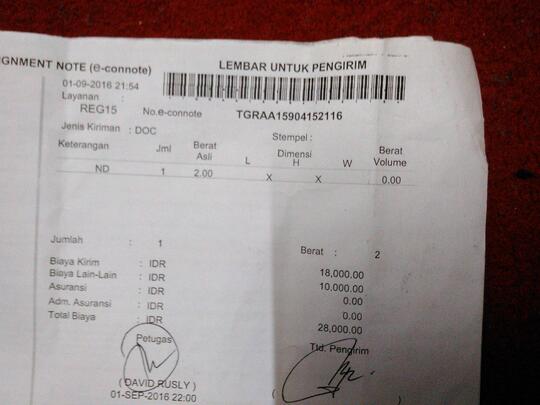 GNMENT NOTE (e-connote)
LEMBAR UNTUK PENGIRIM
01-09-2016 21:54
Layanan :
REG15
No.e-connote
TGRAA15904152116
Jenis Kiriman : DOC
Stempel :
Keterangan Jml Berat Asli L Dimensi H W Berat Volume
ND 1 2.00 X X 0.00
Jumlah : 1 Berat : 2
Biaya Kirim : IDR 18,000.00
Biaya Lain-Lain : IDR 10,000.00
Asuransi : IDR 0.00
Adm. Asuransi : IDR 0.00
Total Biaya : IDR 28,000.00
Petugas Ttd. Pengirim
( DAVID RUSLY ) ( )
01-SEP-2016 22:00